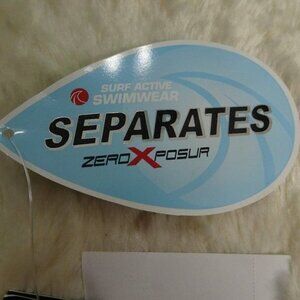 SURF ACTIVE
SWIMWEAR
SEPARATES
ZEROXPOSUR